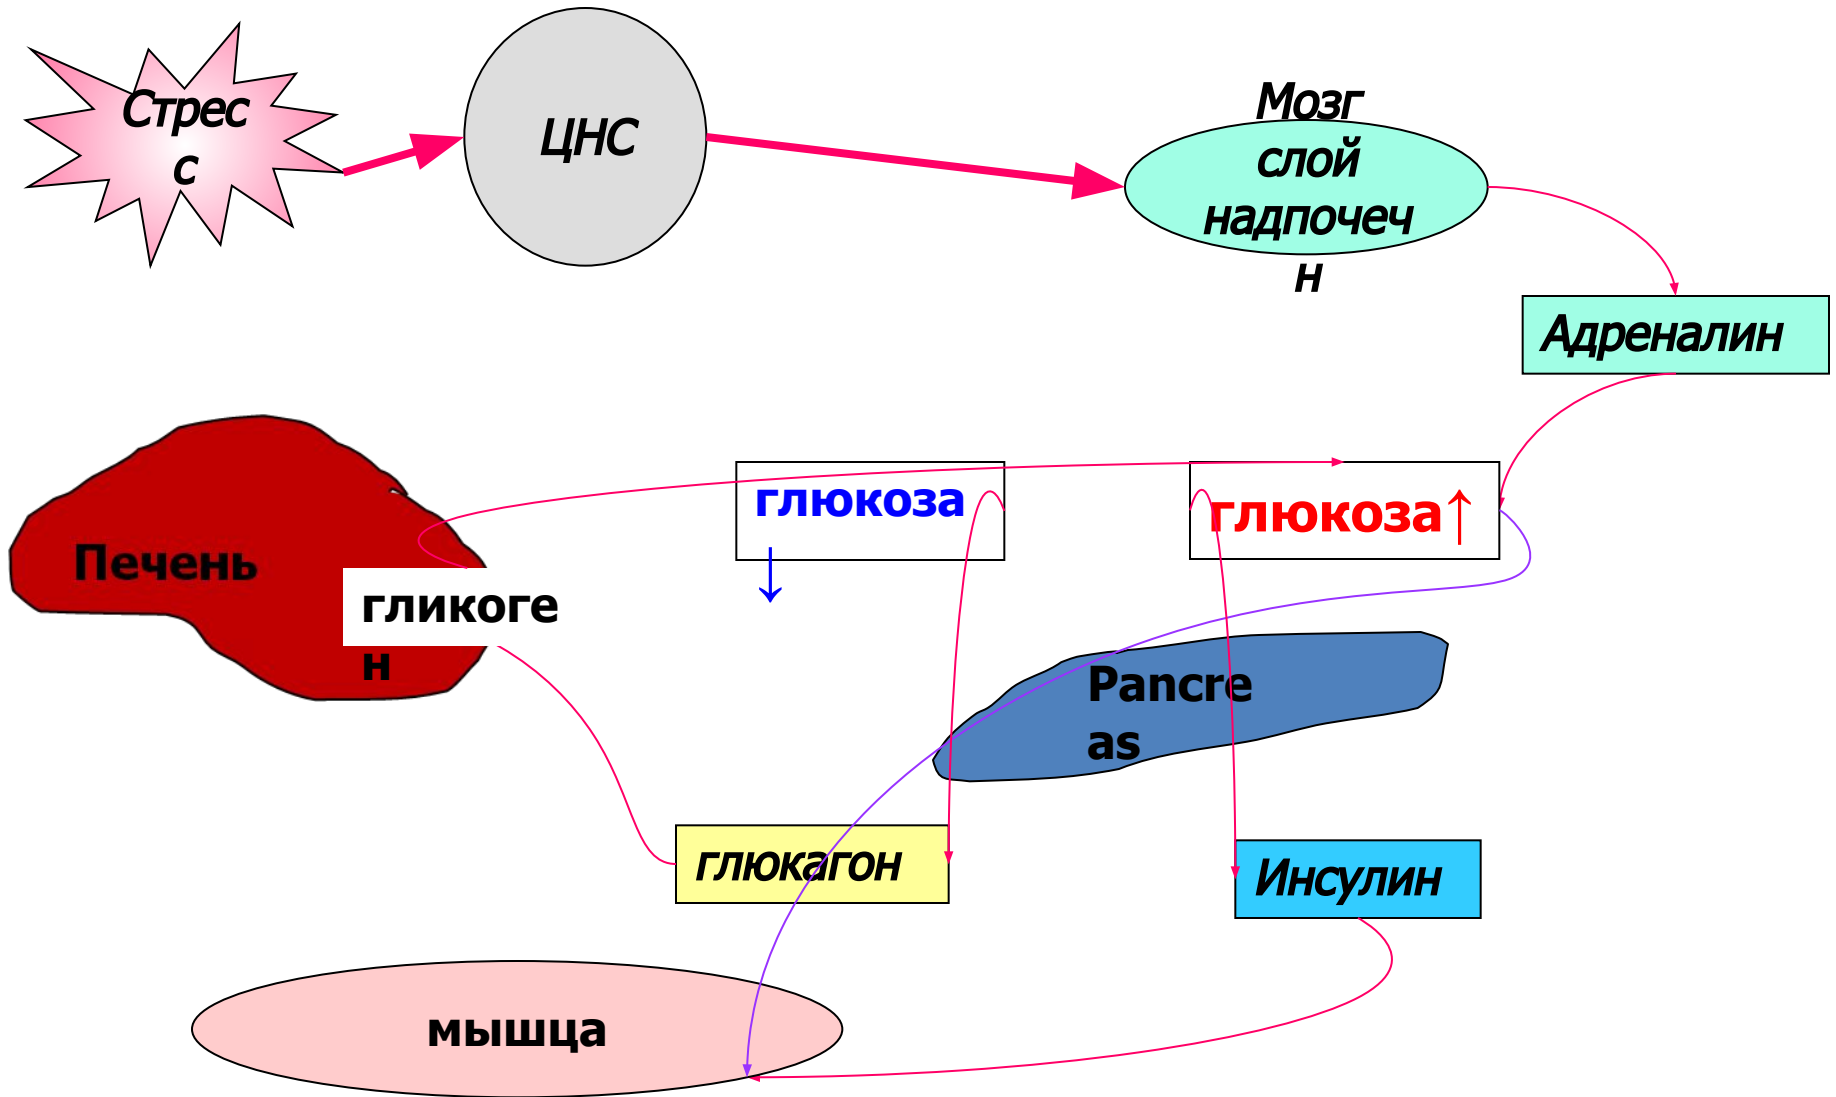 Стрес
с
ЦНС
Мозг
слой
надпочеч
н
Адреналин
глюкоза
↓
глюкоза↑
Печень
гликоге
н
Pancre
as
глюкагон
Инсулин
мышца